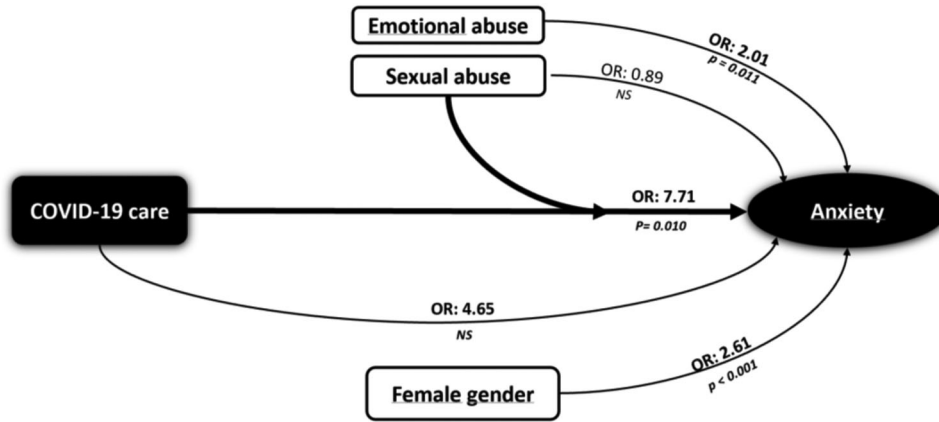 Emotional abuse
OR: 2.01
p = 0.011
Sexual abuse
OR: 0.89
NS
COVID-19 care
OR: 7.71
P= 0.010
Anxiety
OR: 4.65
NS
OR: 2.61
p < 0.001
Female gender